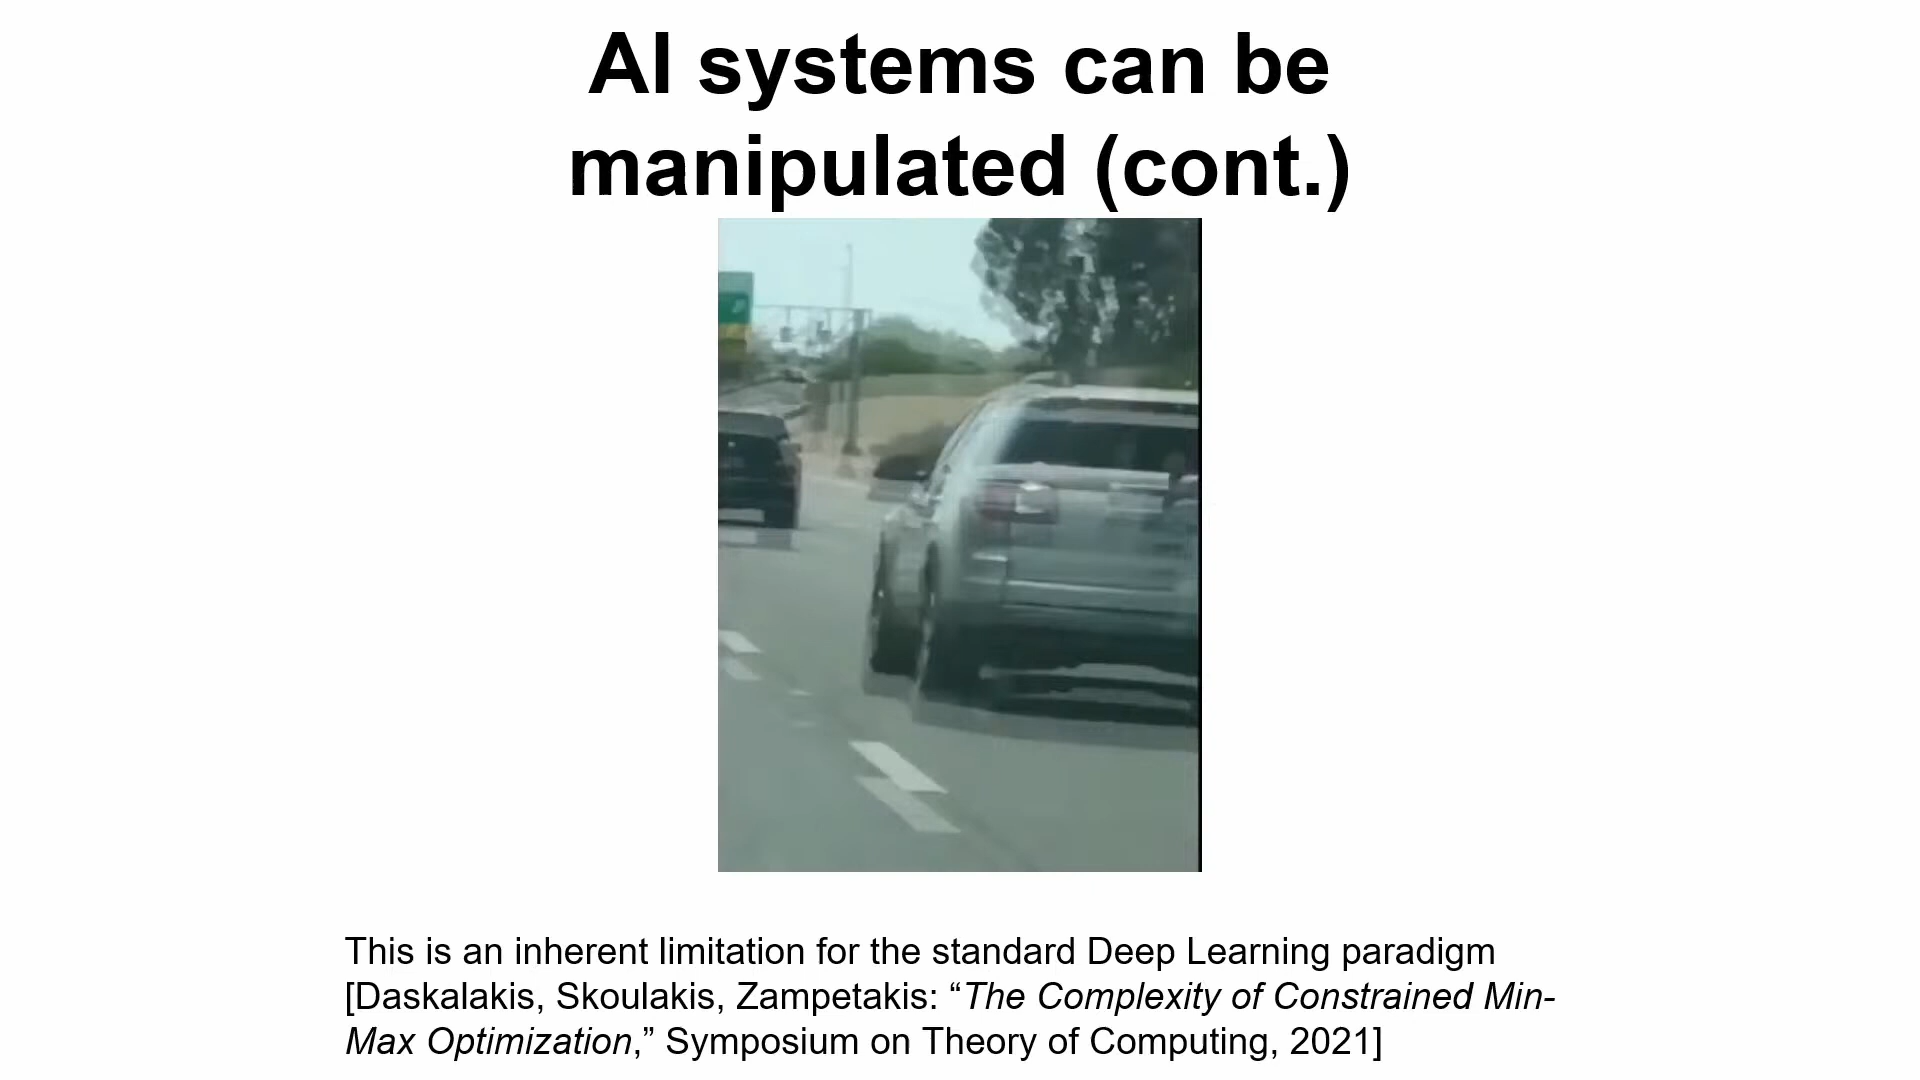 AI systems can be
manipulated (cont.)
This is an inherent limitation for the standard Deep Learning paradigm
[Daskalakis, Skoulakis, Zampetakis: “The Complexity of Constrained Min-
Max Optimization,” Symposium on Theory of Computing, 2021]